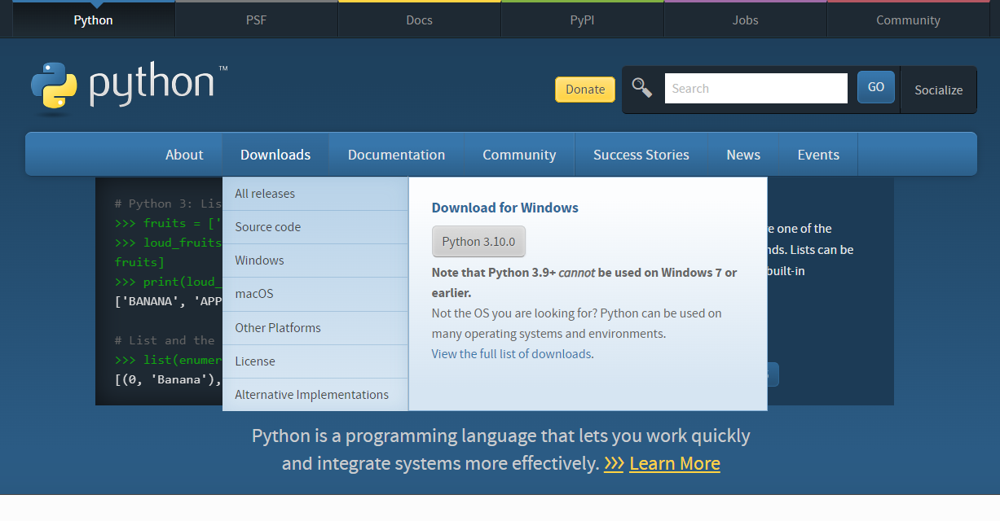 Python PSF Docs PyPI Jobs Community
python™
Donate Search GO Socialize
About Downloads Documentation Community Success Stories News Events
All releases
Source code
Windows
macOS
Other Platforms
License
Alternative Implementations
Download for Windows
Python 3.10.0
Note that Python 3.9+ cannot be used on Windows 7 or
earlier.
Not the OS you are looking for? Python can be used on
many operating systems and environments.
View the full list of downloads.
# Python 3: Lis
>>> fruits = ['
>>> loud_fruits
fruits]
>>> print(loud_
['BANANA', 'APP
# List and the
>>> list(enumer
[(0, 'Banana'),
e one of the
nds. Lists can be
built-in
Python is a programming language that lets you work quickly
and integrate systems more effectively. >>> Learn More